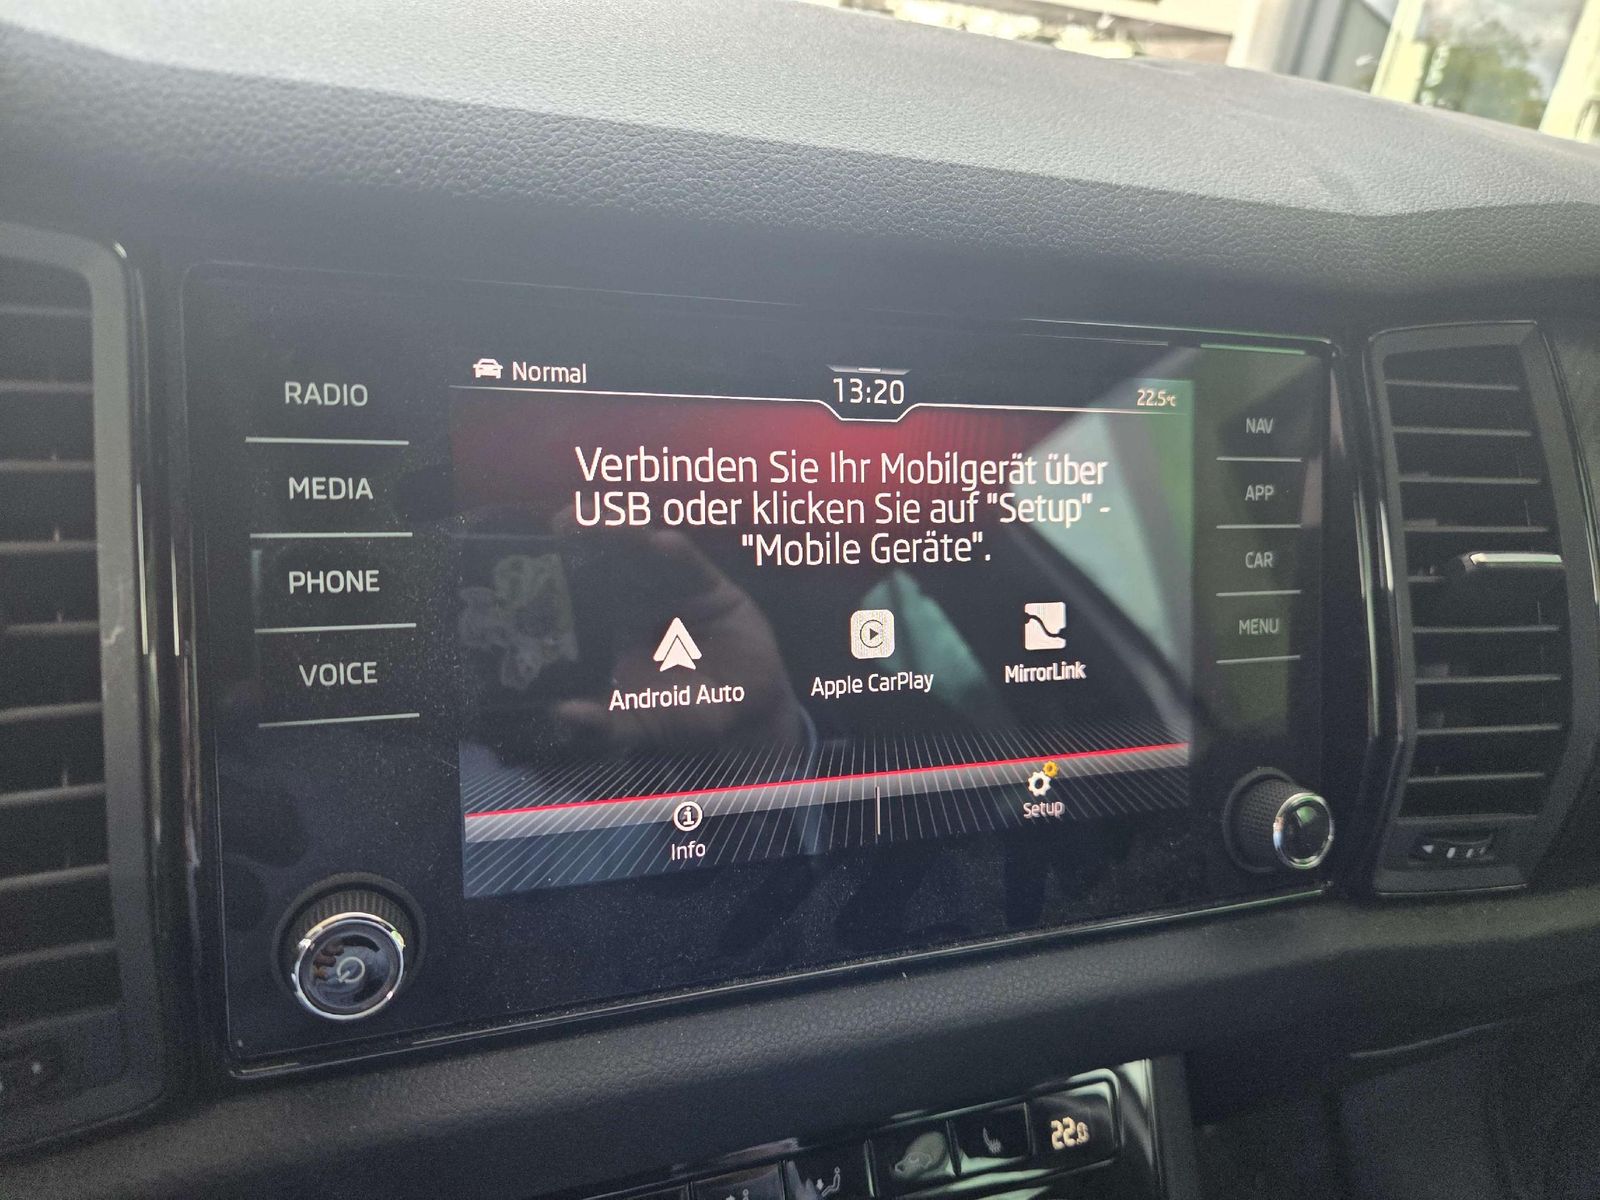 Normal
13:20
22.5°C
RADIO
MEDIA
PHONE
VOICE
Verbinden Sie Ihr Mobilgerät über
USB oder klicken Sie auf "Setup" -
"Mobile Geräte".
Android Auto
Apple CarPlay
MirrorLink
Info
Setup
NAV
APP
CAR
MENU
22.0